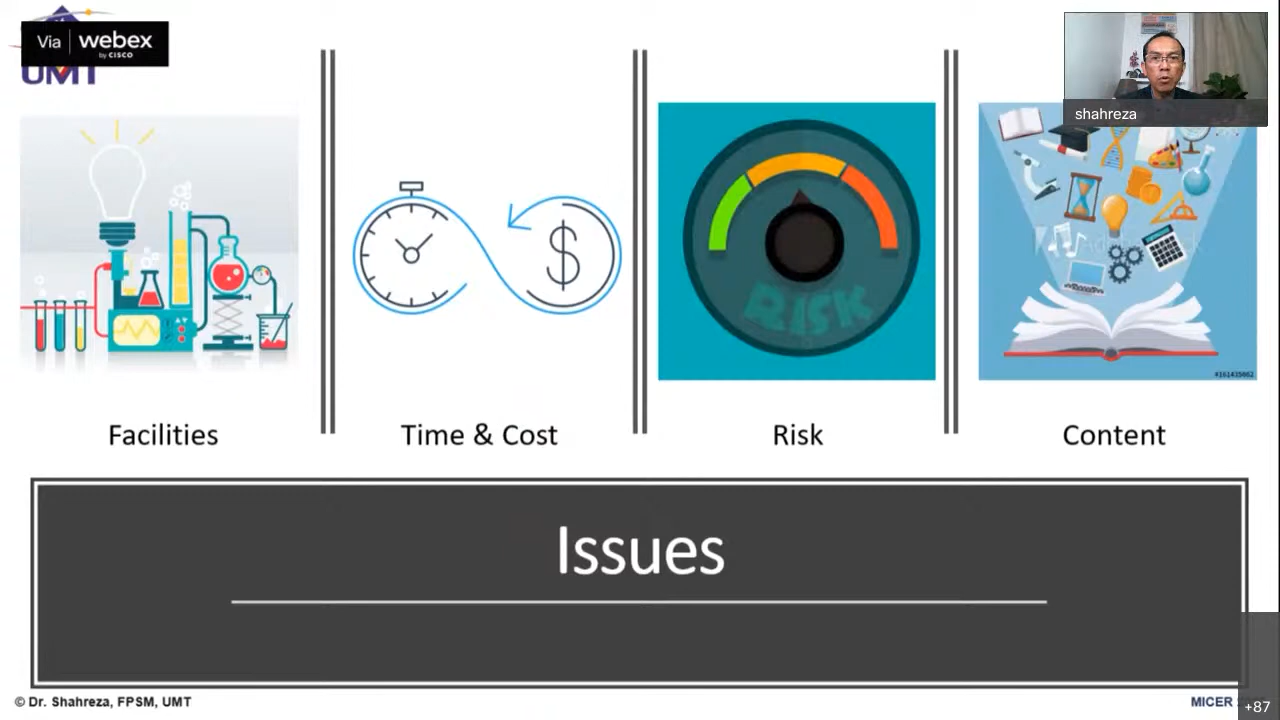 Via webex
by CISCO
UMT
shahreza
RISK
#161435062
Facilities
Time & Cost
Risk
Content
Issues
© Dr. Shahreza, FPSM, UMT
MICER
+87